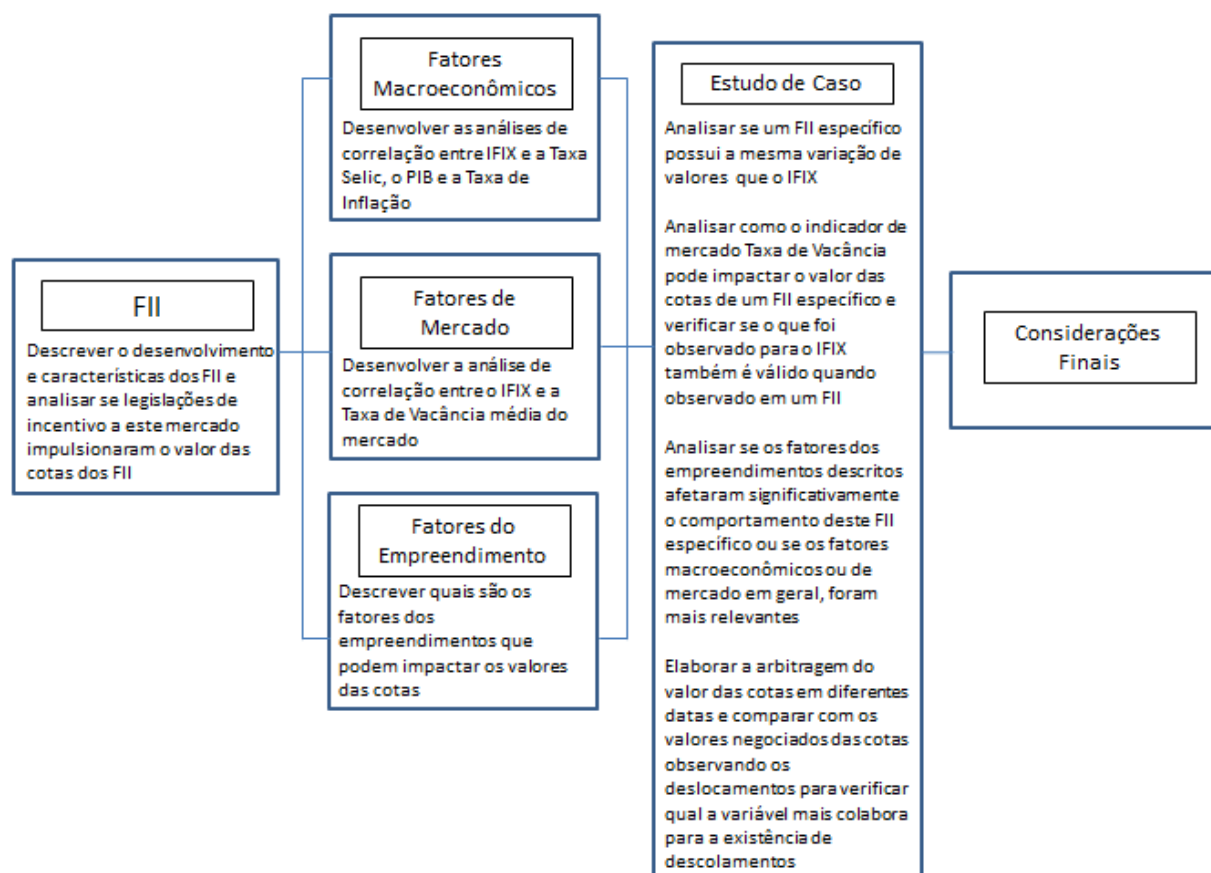 FII
Descrever o desenvolvimento
e características dos FII e
analisar se legislações de
incentivo a este mercado
impulsionaram o valor das
cotas dos FII
Fatores
Macroeconômicos
Desenvolver as análises de
correlação entre IFIX e a Taxa
Selic, o PIB e a Taxa de
Inflação
Fatores de
Mercado
Desenvolver a análise de
correlação entre o IFIX e a
Taxa de Vacância média do
mercado
Fatores do
Empreendimento
Descrever quais são os
fatores dos
empreendimentos que
podem impactar os valores
das cotas
Estudo de Caso
Analisar se um FII específico
possui a mesma variação de
valores que o IFIX
Analisar como o indicador de
mercado Taxa de Vacância
pode impactar o valor das
cotas de um FII específico e
verificar se o que foi
observado para o IFIX
também é válido quando
observado em um FII
Analisar se os fatores dos
empreendimentos descritos
afetaram significativamente
o comportamento deste FII
específico ou se os fatores
macroeconômicos ou de
mercado em geral, foram
mais relevantes
Elaborar a arbitragem do
valor das cotas em diferentes
datas e comparar com os
valores negociados das cotas
observando os
deslocamentos para verificar
qual a variável mais colabora
para a existência de
descolamentos
Considerações
Finais